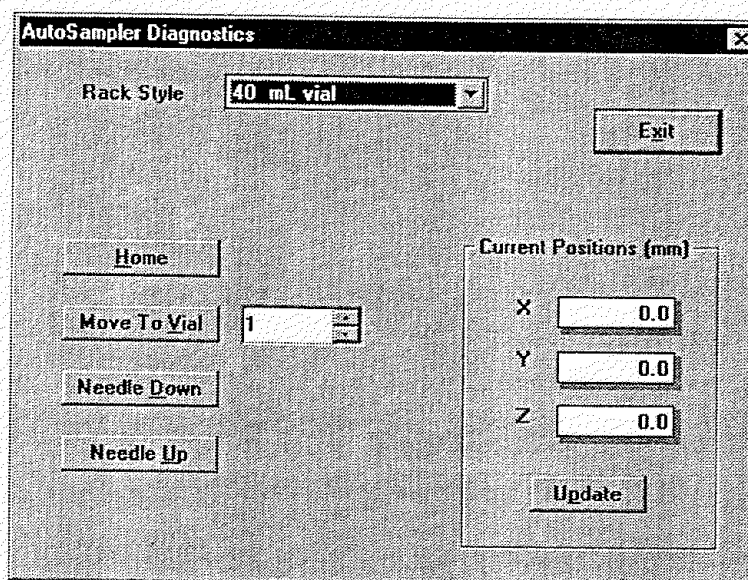 AutoSampler Diagnostics
Rack Style
40 mL vial
Exit
Home
Move To Vial
1
Needle Down
Needle Up
Current Positions (mm)
X
0.0
Y
0.0
Z
0.0
Update